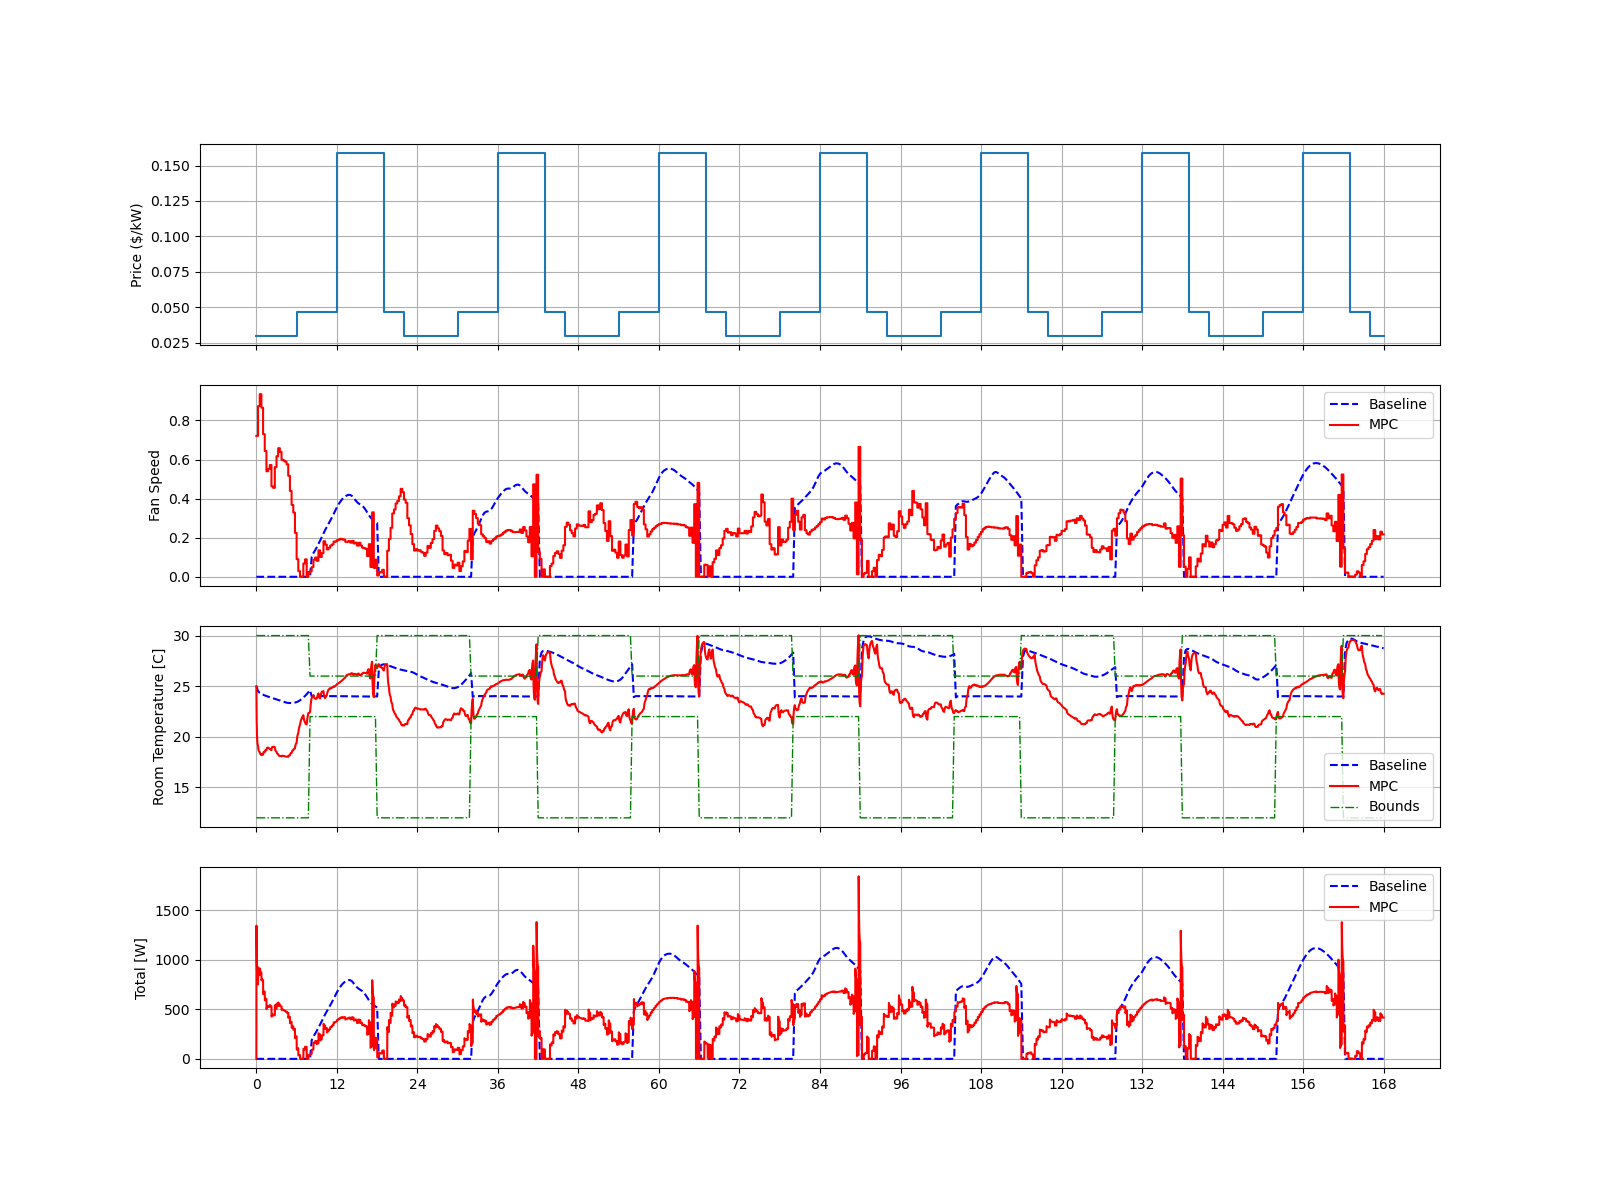 Price ($/kW)
0.150
0.125
0.100
0.075
0.050
0.025
Fan Speed
0.8
0.6
0.4
0.2
0.0
Baseline
MPC
Room Temperature [C]
30
25
20
15
Baseline
MPC
Bounds
Total [W]
1500
1000
500
0
Baseline
MPC
0 12 24 36 48 60 72 84 96 108 120 132 144 156 168